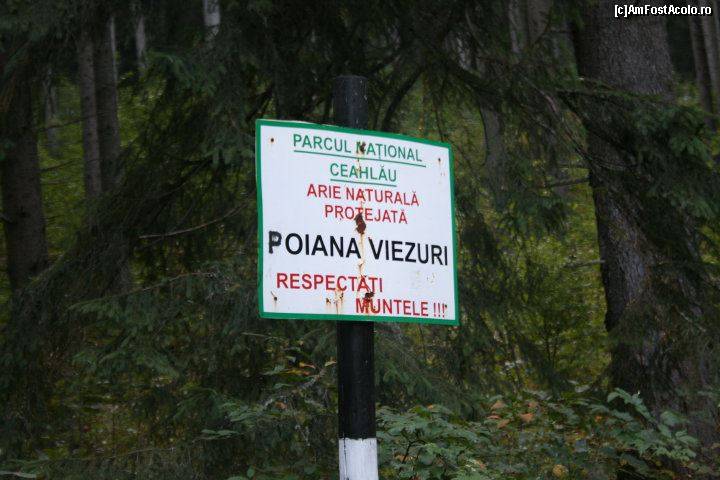 [c]AmFostAcolo.ro
PARCUL NAȚIONAL
CEAHLĂU
ARIE NATURALĂ
PROTEJATĂ
POIANA VIEZURI
RESPECTAȚI
MUNTELE !!!